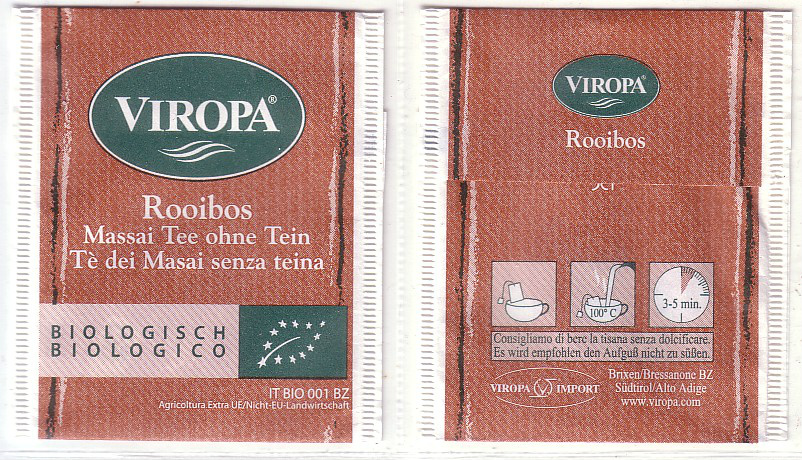 VIROPA®
Rooibos
Massai Tee ohne Tein
Tè dei Masai senza teina
BIOLOGISCH
BIOLOGICO
IT BIO 001 BZ
Agricoltura Extra UE/Nicht-EU-Landwirtschaft
VIROPA®
Rooibos
100° C
3-5 min.
Consigliamo di bere la tisana senza dolcificare.
Es wird empfohlen den Aufguß nicht zu süßen.
VIROPA IMPORT
Brixen/Bressanone BZ
Südtirol/Alto Adige
www.viropa.com